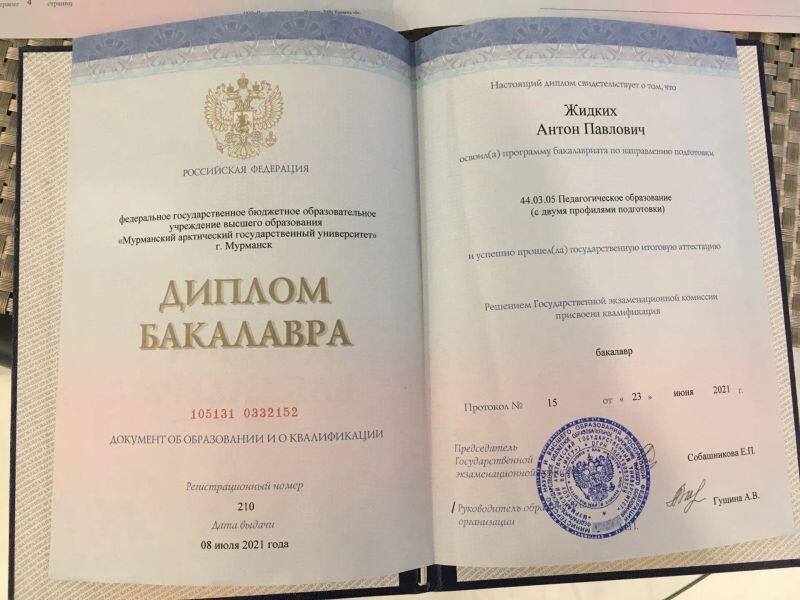 страниц
РОССИЙСКАЯ ФЕДЕРАЦИЯ
федеральное государственное бюджетное образовательное
учреждение высшего образования
«Мурманский арктический государственный университет»
г. Мурманск
ДИПЛОМ
БАКАЛАВРА
105131 0332152
ДОКУМЕНТ ОБ ОБРАЗОВАНИИ И О КВАЛИФИКАЦИИ
Регистрационный номер
210
Дата выдачи
08 июля 2021 года
Настоящий диплом свидетельствует о том, что
Жидких
Антон Павлович
освоил(а) программу бакалавриата по направлению подготовки
44.03.05 Педагогическое образование
(с двумя профилями подготовки)
и успешно прошел(ла) государственную итоговую аттестацию
Решением Государственной экзаменационной комиссии
присвоена квалификация
бакалавр
Протокол № 15 от « 23 » июня 2021 г.
Председатель
Государственной
экзаменационной
Собашникова Е.П.
Руководитель
организации
Гущина А.В.